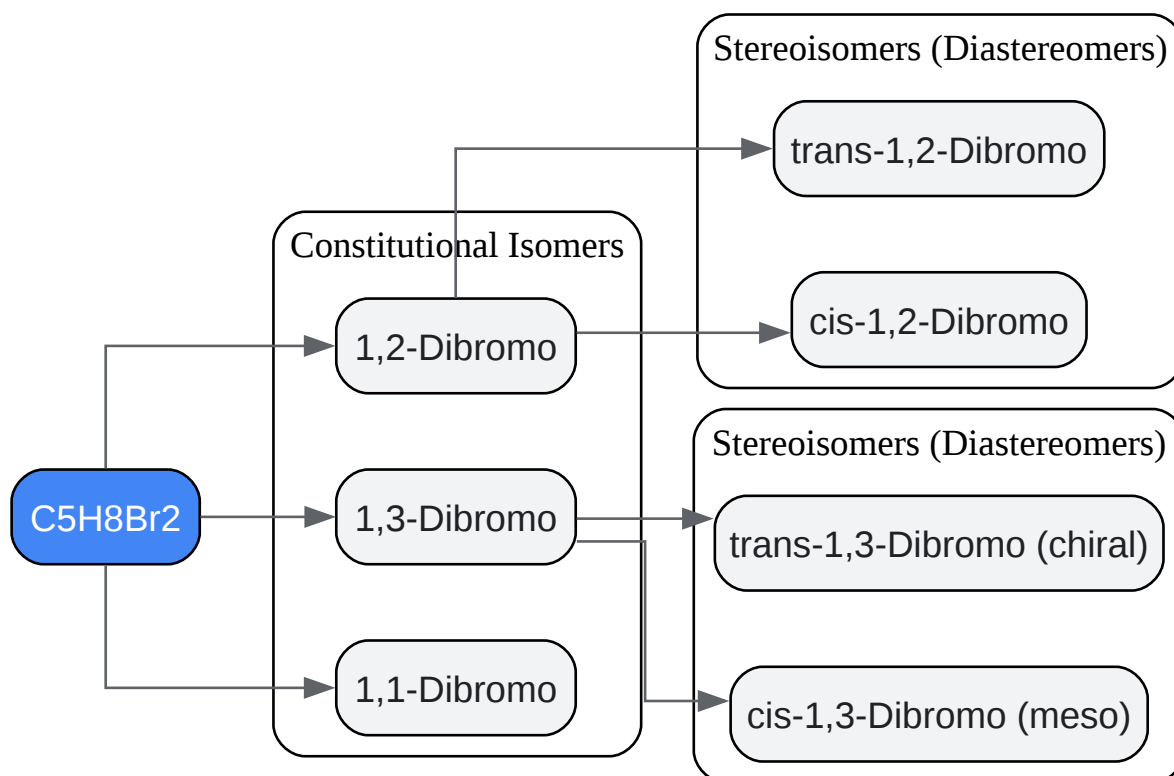 Stereoisomers (Diastereomers)
trans-1,2-Dibromo
cis-1,2-Dibromo
Constitutional Isomers
1,2-Dibromo
1,3-Dibromo
1,1-Dibromo
C5H8Br2
Stereoisomers (Diastereomers)
trans-1,3-Dibromo (chiral)
cis-1,3-Dibromo (meso)